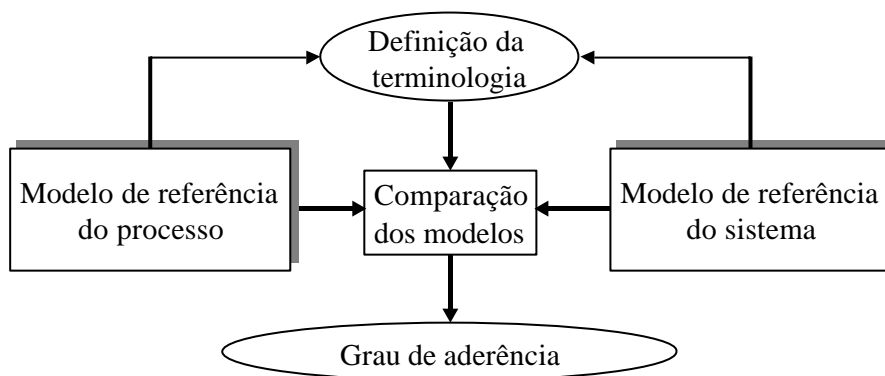 Definição da
terminologia
Modelo de referência
do processo
Comparação
dos modelos
Modelo de referência
do sistema
Grau de aderência